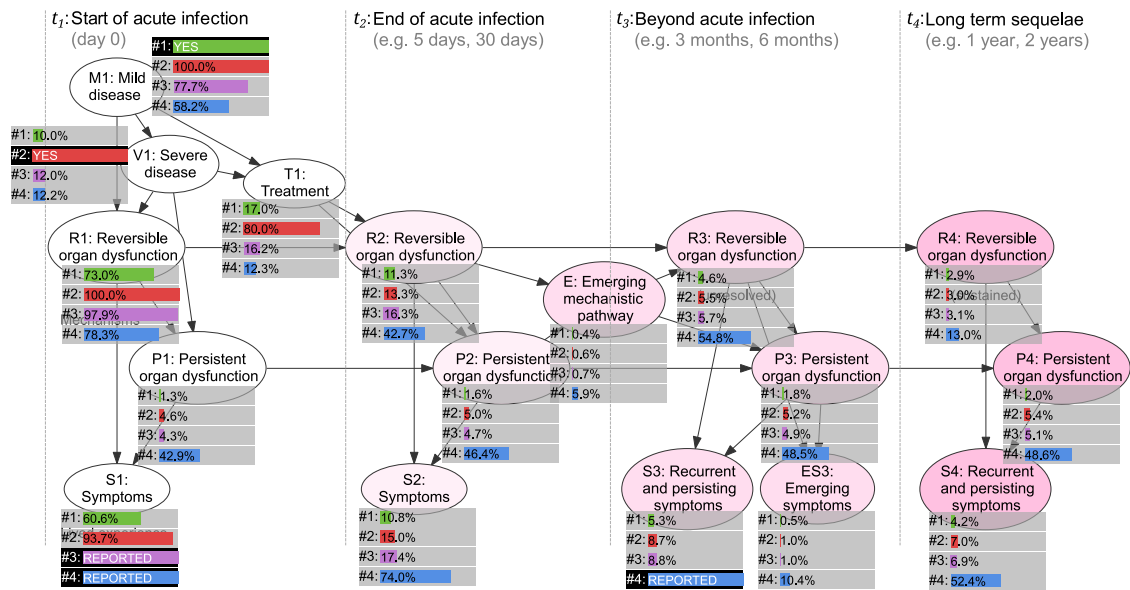 t1:Start of acute infection
(day 0)
t2:End of acute infection
(e.g. 5 days, 30 days)
t3:Beyond acute infection
(e.g. 3 months, 6 months)
t4:Long term sequelae
(e.g. 1 year, 2 years)
M1: Mild
disease
#1: YES
#2: 100.0%
#3: 77.7%
#4: 58.2%
V1: Severe
disease
#1: 10.0%
#2: YES
#3: 12.0%
#4: 12.2%
T1:
Treatment
#1: 17.0%
#2: 80.0%
#3: 16.2%
#4: 12.3%
R1: Reversible
organ dysfunction
#1: 73.0%
#2: 100.0%
#3: 97.9%
Mechanisms
#4: 78.3%
R2: Reversible
organ dysfunction
#1: 11.3%
#2: 13.3%
#3: 16.3%
#4: 42.7%
E: Emerging
mechanistic
pathway
#1: 0.4%
#2: 0.6%
#3: 0.7%
#4: 5.9%
R3: Reversible
organ dysfunction
#1: 4.6%
#2: 5.5%
#3: 5.7%
#4: 54.8%
R4: Reversible
organ dysfunction
#1: 2.9%
#2: 3.0%
#3: 3.1%
#4: 13.0%
P1: Persistent
organ dysfunction
#1: 1.3%
#2: 4.6%
#3: 4.3%
#4: 42.9%
P2: Persistent
organ dysfunction
#1: 1.6%
#2: 5.0%
#3: 4.7%
#4: 46.4%
P3: Persistent
organ dysfunction
#1: 1.8%
#2: 5.2%
#3: 4.9%
#4: 48.5%
P4: Persistent
organ dysfunction
#1: 2.0%
#2: 5.4%
#3: 5.1%
#4: 48.6%
S1:
Symptoms
#1: 60.6%
#2: 93.7%
#3: REPORTED
#4: REPORTED
S2:
Symptoms
#1: 10.8%
#2: 15.0%
#3: 17.4%
#4: 74.0%
S3: Recurrent
and persisting
symptoms
#1: 5.3%
#2: 8.7%
#3: 8.8%
#4: REPORTED
ES3:
Emerging
symptoms
#1: 0.5%
#2: 1.0%
#3: 1.0%
#4: 10.4%
S4: Recurrent
and persisting
symptoms
#1: 4.2%
#2: 7.0%
#3: 6.9%
#4: 52.4%